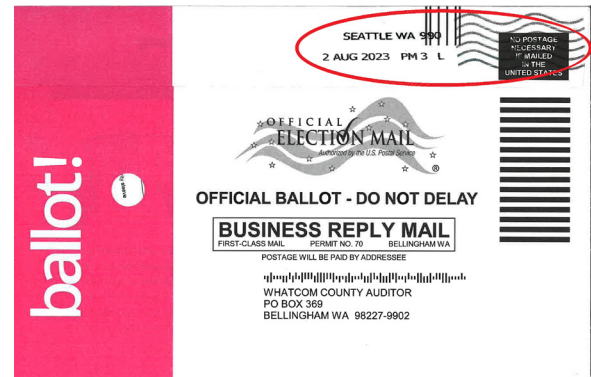 SEATTLE WA 990
2 AUG 2023 PM 3 L
NO POSTAGE
NECESSARY
IF MAILED
IN THE
UNITED STATES
OFFICIAL
ELECTION MAIL
Authorized by the U.S. Postal Service
®
OFFICIAL BALLOT - DO NOT DELAY
BUSINESS REPLY MAIL
FIRST-CLASS MAIL PERMIT NO. 70 BELLINGHAM WA
POSTAGE WILL BE PAID BY ADDRESSEE
WHATCOM COUNTY AUDITOR
PO BOX 369
BELLINGHAM WA 98227-9902
ballot!